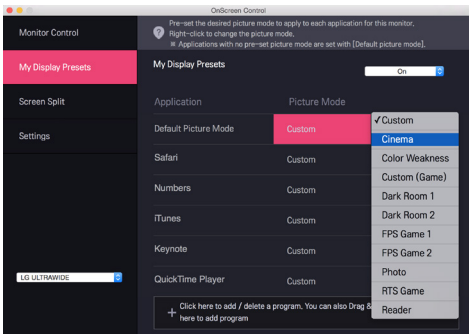 OnScreen Control
Monitor Control
My Display Presets
Screen Split
Settings
LG ULTRAWIDE
Pre-set the desired picture mode to apply to each application for this monitor.
Right-click to change the picture mode.
Applications with no pre-set picture mode are set with [Default picture mode].
My Display Presets
On
Application Picture Mode
Default Picture Mode Custom
Safari Custom
Numbers Custom
iTunes Custom
Keynote Custom
QuickTime Player Custom
Click here to add / delete a program. You can also Drag &
here to add program
✓Custom
Cinema
Color Weakness
Custom (Game)
Dark Room 1
Dark Room 2
FPS Game 1
FPS Game 2
Photo
RTS Game
Reader